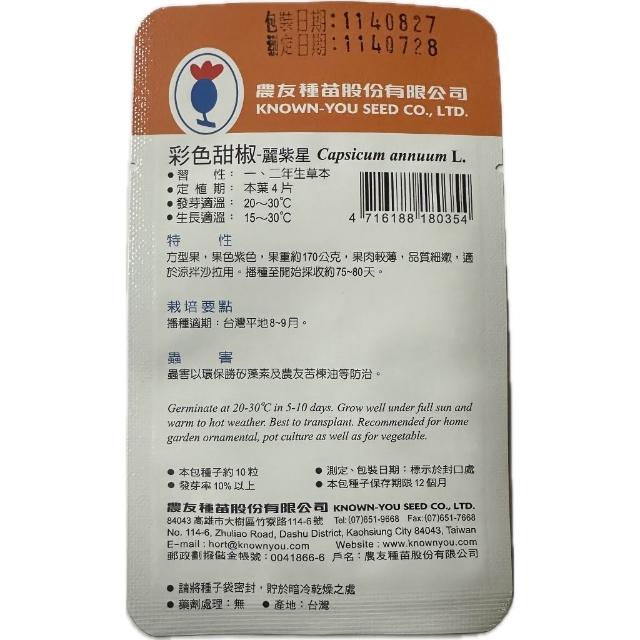 包裝日期:1140827
測定日期:1140728
農友種苗股份有限公司
KNOWN-YOU SEED CO., LTD.
彩色甜椒-麗紫星 Capsicum annuum L.
●習 性： 一、二年生草本
●定 植 期： 本葉 4 片
●發芽適溫： 20～30℃
●生長適溫： 15～30℃
4 716188 180354
特 性
方型果，果色紫色，果重約170公克，果肉較薄，品質細嫩，適
於涼拌沙拉用。播種至開始採收約75~80天。
栽培要點
播種適期：台灣平地8~9月。
蟲 害
蟲害以環保勝矽藻素及農友苦楝油等防治。
Germinate at 20-30℃ in 5-10 days. Grow well under full sun and
warm to hot weather. Best to transplant. Recommended for home
garden ornamental, pot culture as well as for vegetable.
●本包種子約10粒 ●測定、包裝日期：標示於封口處
●發芽率10%以上 ●本包種子保存期限12個月
農友種苗股份有限公司 KNOWN-YOU SEED CO., LTD.
84043 高雄市大樹區竹寮路114-6號 Tel: (07)651-9668 Fax:(07)651-7668
No. 114-6, Zhuliao Road, Dashu District, Kaohsiung City 84043, Taiwan
E-mail : hort@knownyou.com Website : www.knownyou.com
郵政劃撥儲金帳號：0041866-6 戶名：農友種苗股份有限公司
●請將種子袋密封，貯於暗冷乾燥之處
●藥劑處理：無 ●產地：台灣